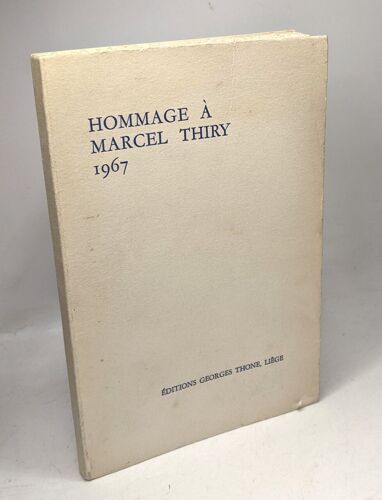 HOMMAGE À
MARCEL THIRY
1967
ÉDITIONS GEORGES THONE, LIÈGE